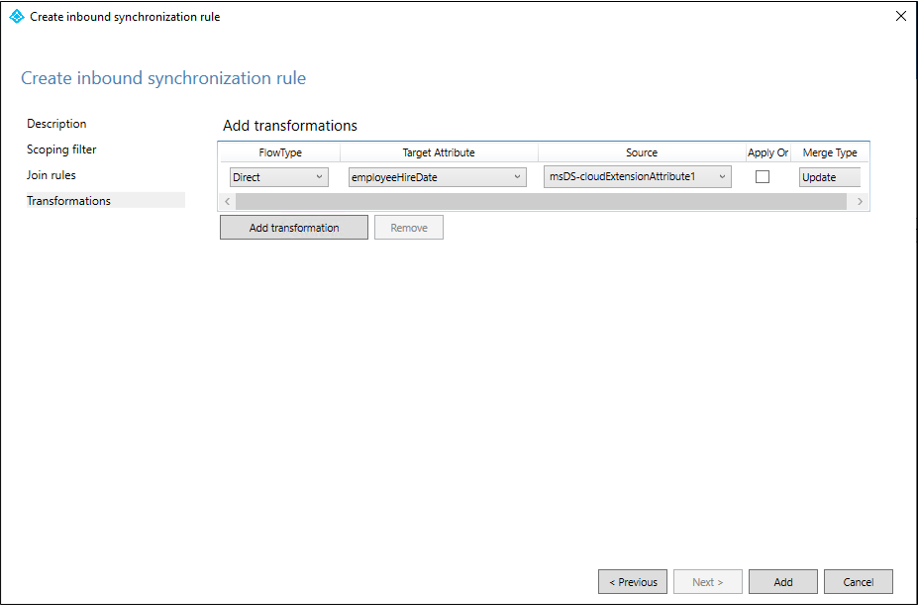 Create inbound synchronization rule
Create inbound synchronization rule
Description
Scoping filter
Join rules
Transformations
Add transformations
FlowType Target Attribute Source Apply Or Merge Type
Direct employeeHireDate msDS-cloudExtensionAttribute1 Update
Add transformation Remove
< Previous Next > Add Cancel